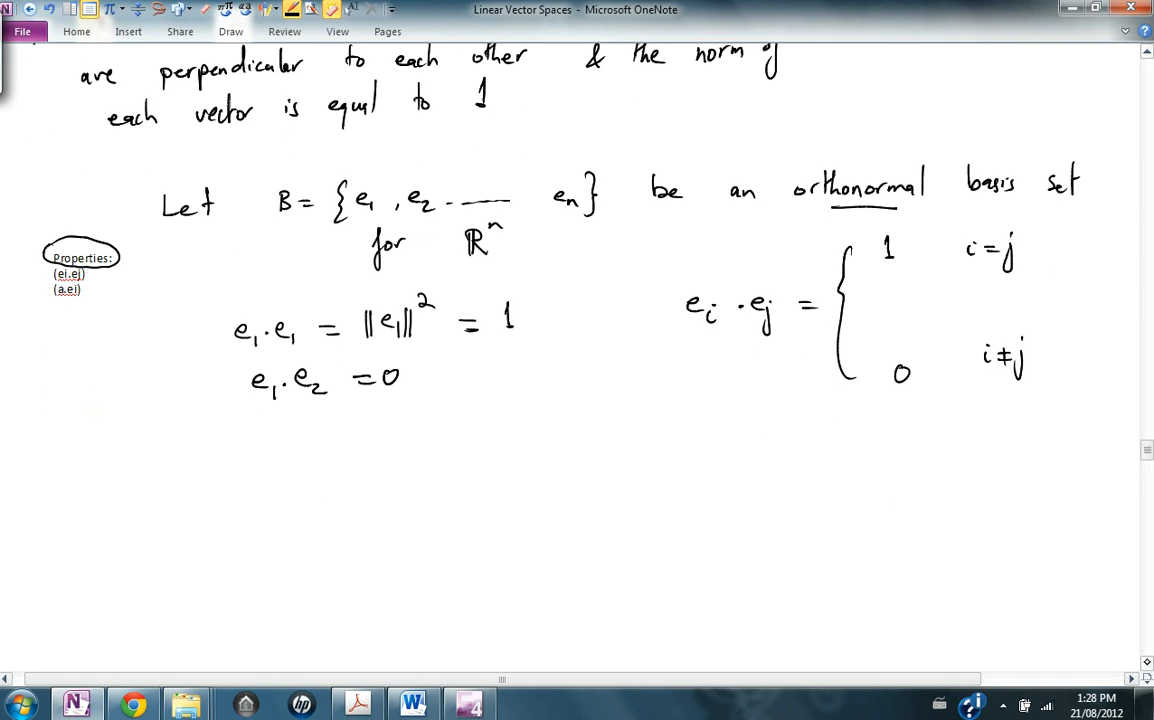 Linear Vector Spaces - Microsoft OneNote
File Home Insert Share Draw Review View Pages
are perpendicular to each other & the norm of
each vector is equal to 1
Let B = {e₁ , e₂ - — eₙ} be an orthonormal basis set
for ℝⁿ
Properties:
(ei.ej)
(a.ei)
e₁ · e₁ = ‖e₁‖² = 1
e₁ · e₂ = 0
eᵢ · eⱼ = { 1 i = j
0 i ≠ j
1:28 PM
21/08/2012